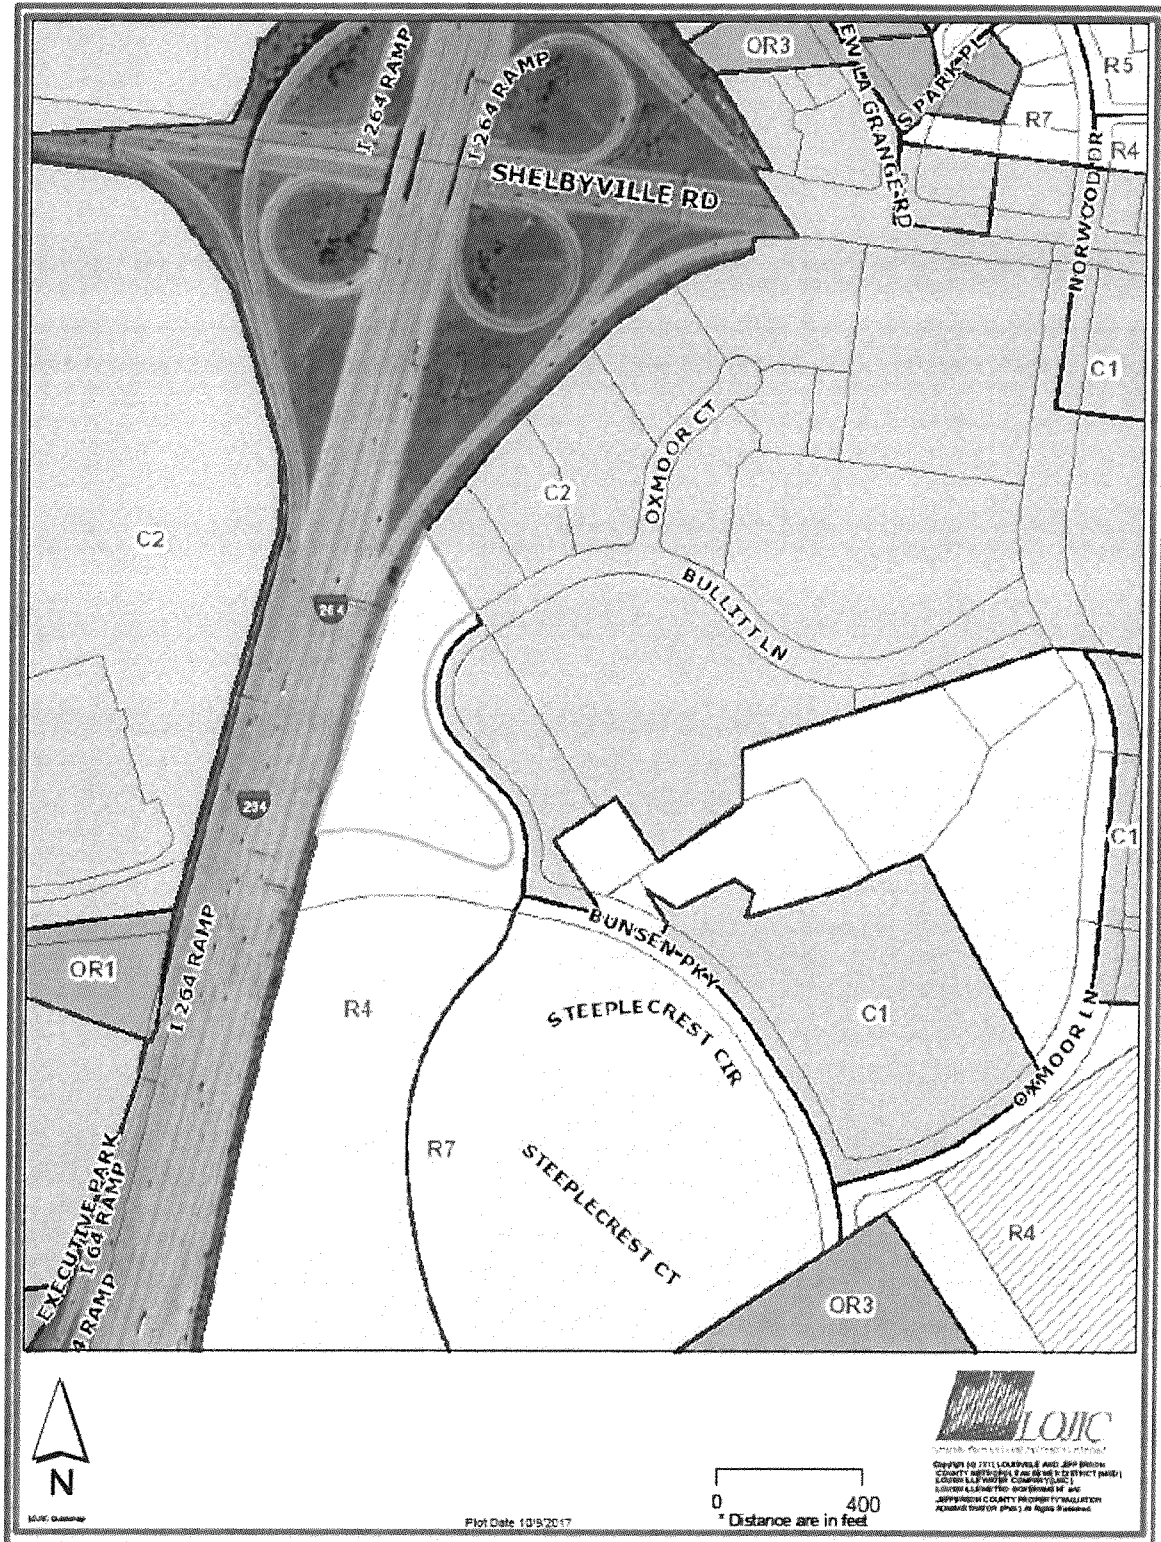 I 264 RAMP
I 264 RAMP
OR3
EW LA GRANGE RD
S PARK PL
R5
R7
R4
SHELBYVILLE RD
NORWOOD DR
C1
OXMOOR CT
C2
C2
BULLITT LN
264
264
C1
I 264 RAMP
OR1
BUNSEN PKY
R4
STEEPLECREST CIR
C1
OXMOOR LN
R7
STEEPLECREST CT
EXECUTIVE PARK
I 64 RAMP
4 RAMP
R4
OR3
N
LOJIC
0 400
* Distance are in feet
Plot Date 10/9/2017